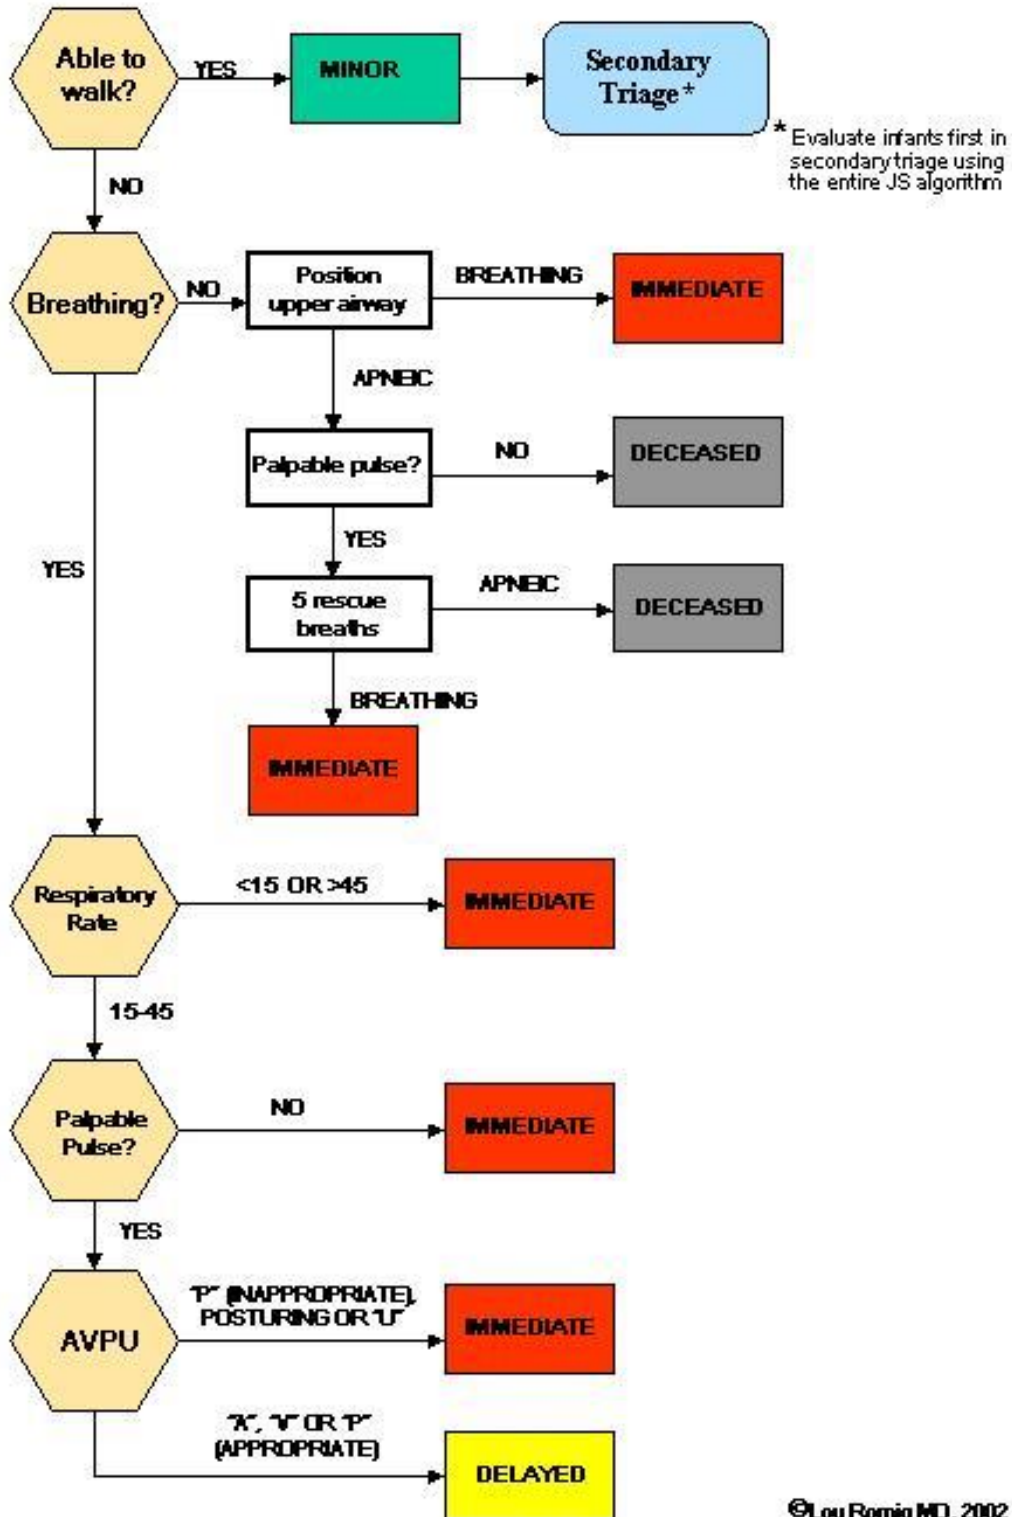 Able to
walk?
YES
MINOR
Secondary
Triage*
* Evaluate infants first in
secondary triage using
the entire JS algorithm
NO
Breathing?
NO
Position
upper airway
BREATHING
IMMEDIATE
APNEIC
Palpable pulse?
NO
DECEASED
YES
YES
5 rescue
breaths
APNEIC
DECEASED
BREATHING
IMMEDIATE
Respiratory
Rate
<15 OR >45
IMMEDIATE
15-45
Palpable
Pulse?
NO
IMMEDIATE
YES
AVPU
"P" (INAPPROPRIATE),
POSTURING OR "U"
IMMEDIATE
"A", "V" OR "P"
(APPROPRIATE)
DELAYED
©Lou Romig MD, 2002